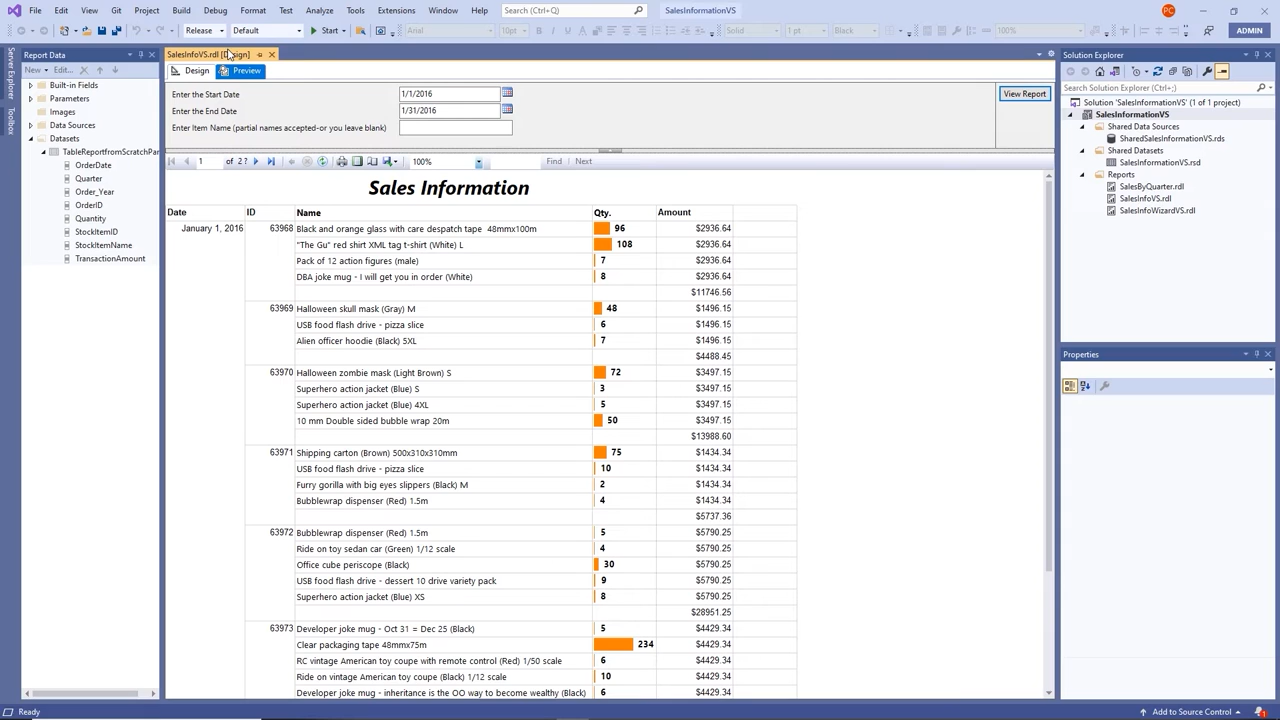 File Edit View Git Project Build Debug Format Test Analyze Tools Extensions Window Help Search (Ctrl+Q) SalesInformationVS PC
Release Default Start Arial 10pt Solid 1 pt Black 100% ADMIN
Server Explorer
Toolbox
Report Data
New Edit...
Built-in Fields
Parameters
Images
Data Sources
Datasets
TableReportfromScratchPar
OrderDate
Quarter
Order_Year
OrderID
Quantity
StockItemID
StockItemName
TransactionAmount
SalesInfoVS.rdl [Design]
Design Preview
Enter the Start Date 1/1/2016 View Report
Enter the End Date 1/31/2016
Enter Item Name (partial names accepted-or you leave blank)
1 of 2 ? 100% Find Next
Sales Information
Date ID Name Qty. Amount
January 1, 2016 63968 Black and orange glass with care despatch tape 48mmx100m 96 $2936.64
"The Gu" red shirt XML tag t-shirt (White) L 108 $2936.64
Pack of 12 action figures (male) 7 $2936.64
DBA joke mug - I will get you in order (White) 8 $2936.64
$11746.56
63969 Halloween skull mask (Gray) M 48 $1496.15
USB food flash drive - pizza slice 6 $1496.15
Alien officer hoodie (Black) 5XL 7 $1496.15
$4488.45
63970 Halloween zombie mask (Light Brown) S 72 $3497.15
Superhero action jacket (Blue) S 3 $3497.15
Superhero action jacket (Blue) 4XL 5 $3497.15
10 mm Double sided bubble wrap 20m 50 $3497.15
$13988.60
63971 Shipping carton (Brown) 500x310x310mm 75 $1434.34
USB food flash drive - pizza slice 10 $1434.34
Furry gorilla with big eyes slippers (Black) M 2 $1434.34
Bubblewrap dispenser (Red) 1.5m 4 $1434.34
$5737.36
63972 Bubblewrap dispenser (Red) 1.5m 5 $5790.25
Ride on toy sedan car (Green) 1/12 scale 4 $5790.25
Office cube periscope (Black) 30 $5790.25
USB food flash drive - dessert 10 drive variety pack 9 $5790.25
Superhero action jacket (Blue) XS 8 $5790.25
$28951.25
63973 Developer joke mug - Oct 31 = Dec 25 (Black) 5 $4429.34
Clear packaging tape 48mmx75m 234 $4429.34
RC vintage American toy coupe with remote control (Red) 1/50 scale 6 $4429.34
Ride on vintage American toy coupe (Black) 1/12 scale 10 $4429.34
Developer joke mug - inheritance is the OO way to become wealthy (Black) 6 $4429.34
Solution Explorer
Search Solution Explorer (Ctrl+;)
Solution 'SalesInformationVS' (1 of 1 project)
SalesInformationVS
Shared Data Sources
SharedSalesInformation.rds
Shared Datasets
SalesInformationVS.rsd
Reports
SalesByQuarter.rdl
SalesInfoVS.rdl
SalesInfoWizardVS.rdl
Properties
Ready Add to Source Control 1